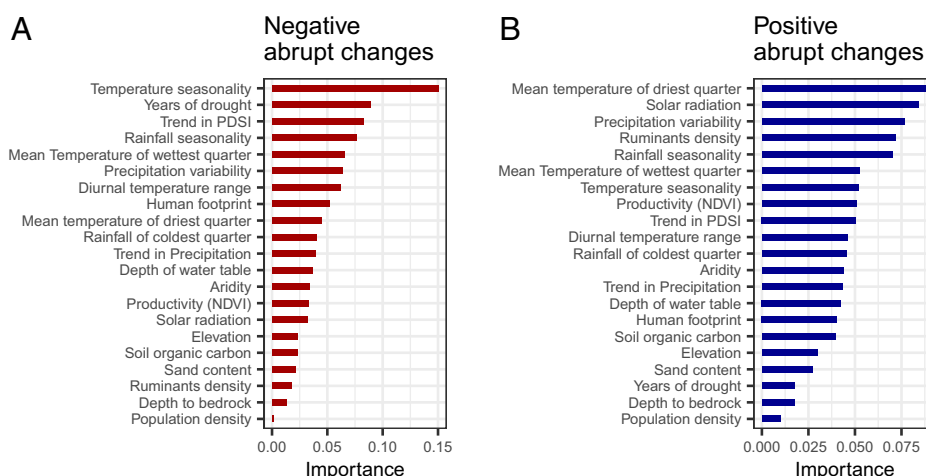 A
Negative
abrupt changes
Temperature seasonality
Years of drought
Trend in PDSI
Rainfall seasonality
Mean Temperature of wettest quarter
Precipitation variability
Diurnal temperature range
Human footprint
Mean temperature of driest quarter
Rainfall of coldest quarter
Trend in Precipitation
Depth of water table
Aridity
Productivity (NDVI)
Solar radiation
Elevation
Soil organic carbon
Sand content
Ruminants density
Depth to bedrock
Population density
0.00 0.05 0.10 0.15
Importance
B
Positive
abrupt changes
Mean temperature of driest quarter
Solar radiation
Precipitation variability
Ruminants density
Rainfall seasonality
Mean Temperature of wettest quarter
Temperature seasonality
Productivity (NDVI)
Trend in PDSI
Diurnal temperature range
Rainfall of coldest quarter
Aridity
Trend in Precipitation
Depth of water table
Human footprint
Soil organic carbon
Elevation
Sand content
Years of drought
Depth to bedrock
Population density
0.000 0.025 0.050 0.075
Importance